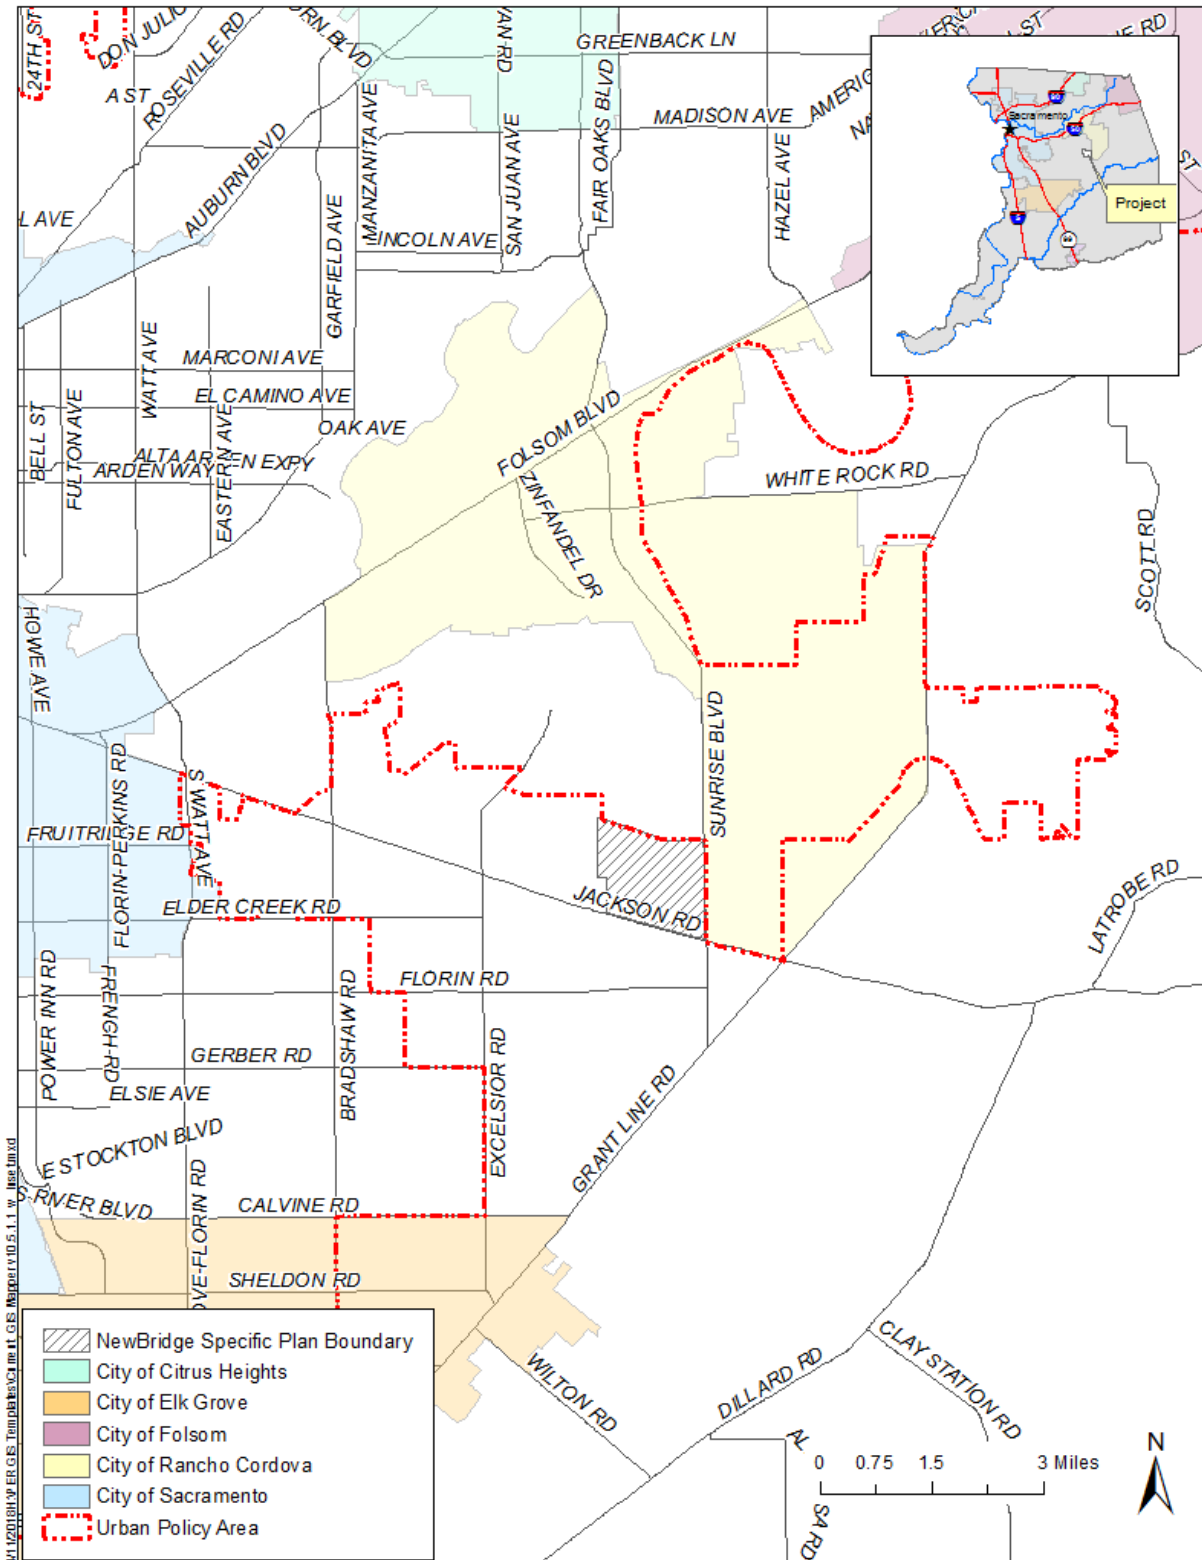 24TH ST
DON JULIO
ROSEVILLE RD
A ST
AUBURN BLVD
L AVE
MANZANITA AVE
GARFIELD AVE
GREENBACK LN
MADISON AVE
SAN JUAN AVE
FAIR OAKS BLVD
HAZEL AVE
LINCOLN AVE
Sacramento
Project
WATT AVE
MARCONI AVE
EL CAMINO AVE
BELL ST
FULTON AVE
EASTERN AVE
OAK AVE
ARDEN WAY
FOLSOM BLVD
ZINFANDEL DR
WHITE ROCK RD
SCOTT RD
HOWE AVE
SUNRISE BLVD
S WATT AVE
FRUITRIDGE RD
FLORIN-PERKINS RD
ELDER CREEK RD
JACKSON RD
LATROBE RD
POWER INN RD
FRENCH-RD
FLORIN RD
BRADSHAW RD
EXCELSIOR RD
GERBER RD
ELSIE AVE
E STOCKTON BLVD
GRANT LINE RD
CALVINE RD
SHELDON RD
WILTON RD
DILLARD RD
CLAY STATION RD
NewBridge Specific Plan Boundary
City of Citrus Heights
City of Elk Grove
City of Folsom
City of Rancho Cordova
City of Sacramento
Urban Policy Area
0 0.75 1.5 3 Miles
N